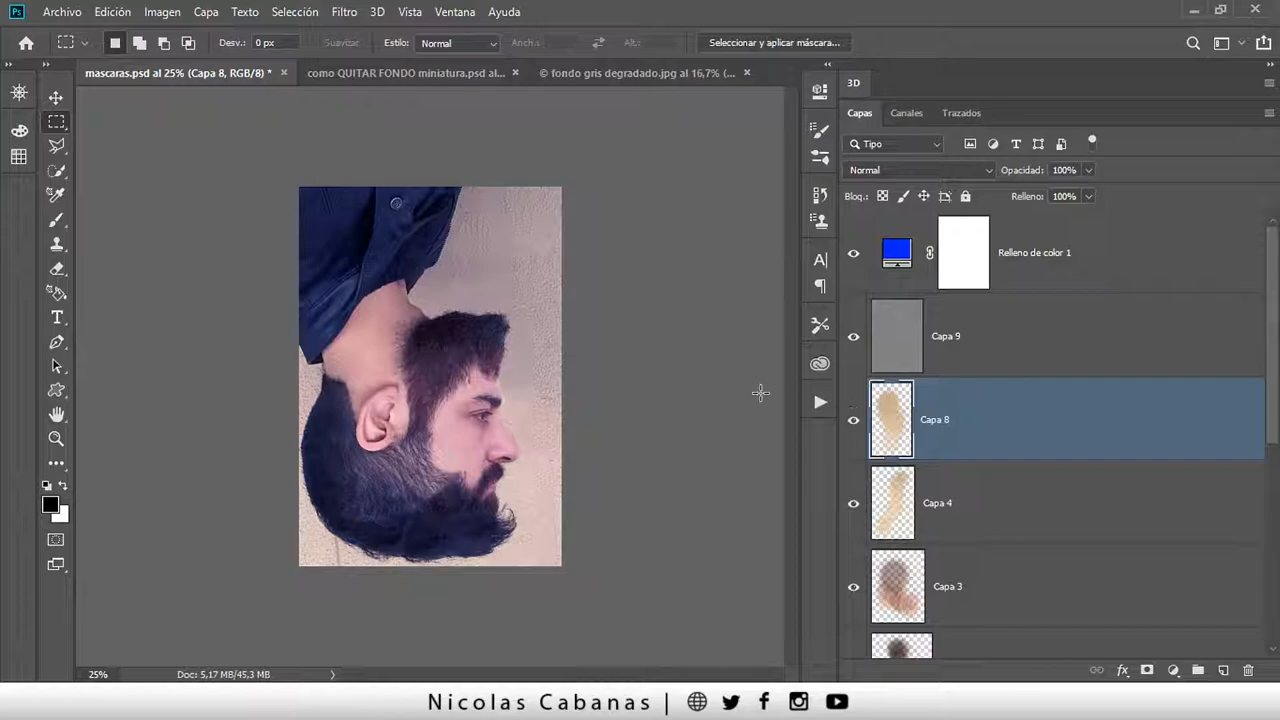 Ps Archivo Edición Imagen Capa Texto Selección Filtro 3D Vista Ventana Ayuda
Desv.: 0 px Suavizar Estilo: Normal Anch.: Alt.: Seleccionar y aplicar máscara...
mascaras.psd al 25% (Capa 8, RGB/8) * × como QUITAR FONDO miniatura.psd al... × © fondo gris degradado.jpg al 16,7% (... ×
3D
Capas Canales Trazados
Tipo
Normal Opacidad: 100%
Bloq.: Relleno: 100%
Relleno de color 1
Capa 9
Capa 8
Capa 4
Capa 3
25% Doc: 5,17 MB/45,3 MB
Nicolas Cabanas |